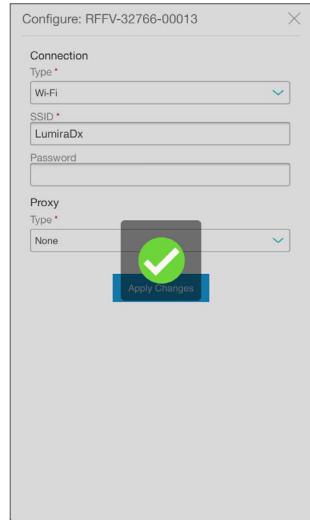 Configure: RFFV-32766-00013
Connection
Type *
Wi-Fi
SSID *
LumiraDx
Password
Proxy
Type *
None
Apply Changes